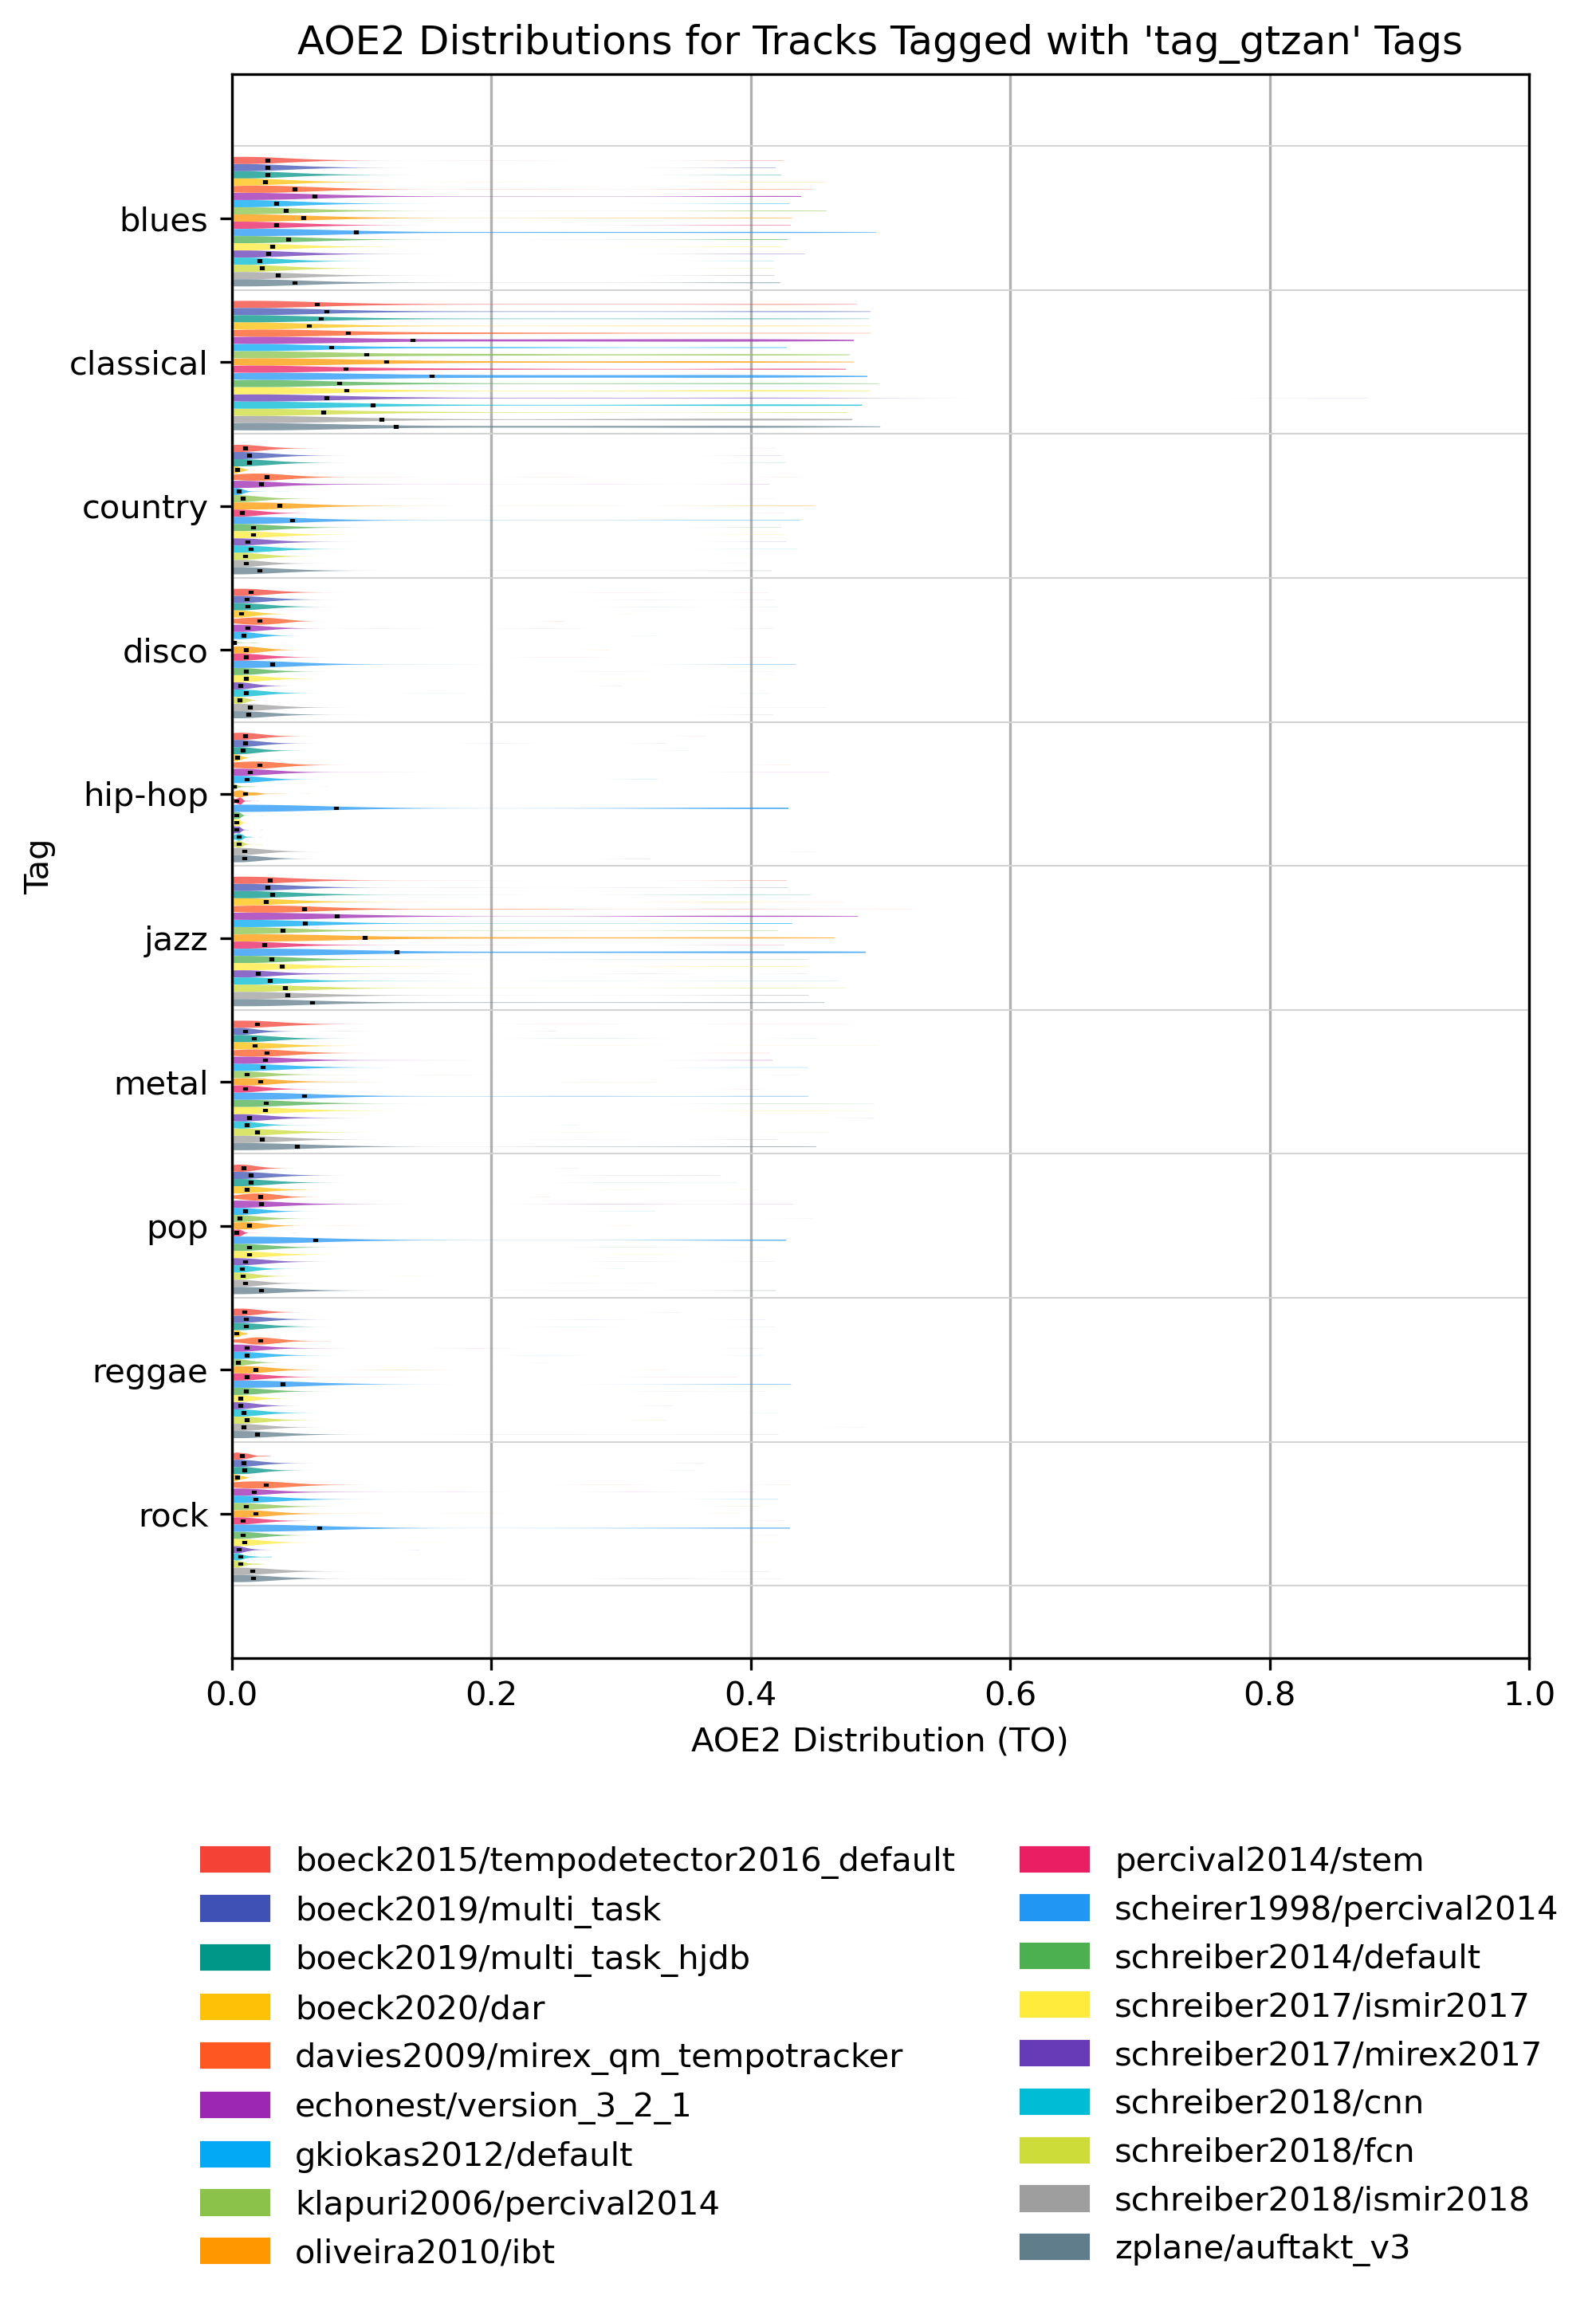 AOE2 Distributions for Tracks Tagged with 'tag_gtzan' Tags
Tag
blues
classical
country
disco
hip-hop
jazz
metal
pop
reggae
rock
0.0 0.2 0.4 0.6 0.8 1.0
AOE2 Distribution (TO)
boeck2015/tempodetector2016_default
boeck2019/multi_task
boeck2019/multi_task_hjdb
boeck2020/dar
davies2009/mirex_qm_tempotracker
echonest/version_3_2_1
gkiokas2012/default
klapuri2006/percival2014
oliveira2010/ibt
percival2014/stem
scheirer1998/percival2014
schreiber2014/default
schreiber2017/ismir2017
schreiber2017/mirex2017
schreiber2018/cnn
schreiber2018/fcn
schreiber2018/ismir2018
zplane/auftakt_v3